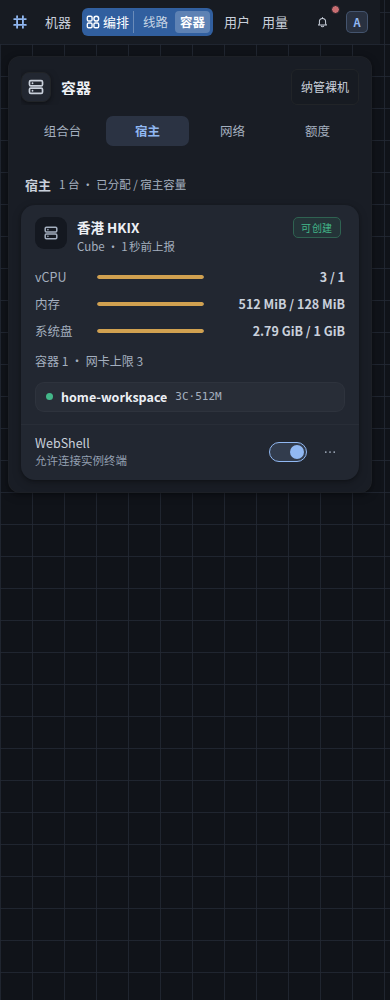 机器 编排 线路 容器 用户 用量 A
容器 纳管裸机
组合台 宿主 网络 额度
宿主 1 台 · 已分配 / 宿主容量
香港 HKIX 可创建
Cube · 1 秒前上报
vCPU 3 / 1
内存 512 MiB / 128 MiB
系统盘 2.79 GiB / 1 GiB
容器 1 · 网卡上限 3
home-workspace 3C·512M
WebShell
允许连接实例终端